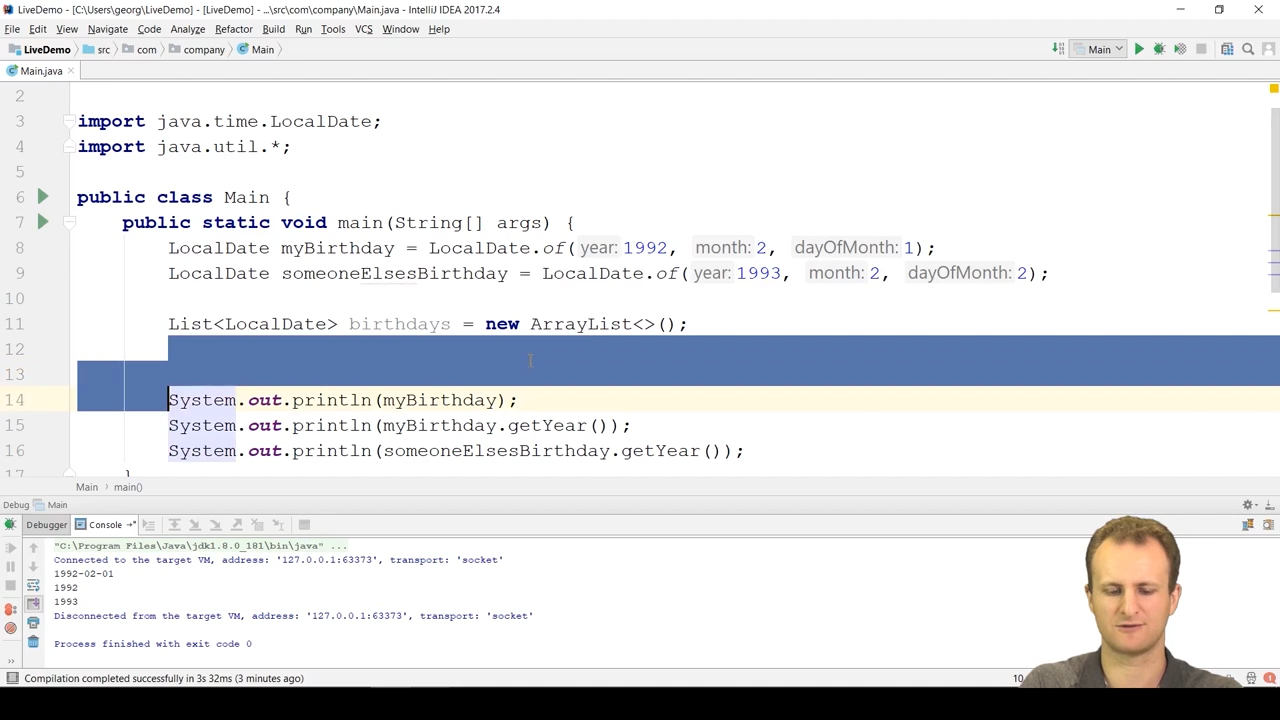 LiveDemo - [C:\Users\georg\LiveDemo] - [LiveDemo] - ...\src\com\company\Main.java - IntelliJ IDEA 2017.2.4
File Edit View Navigate Code Analyze Refactor Build Run Tools VCS Window Help
LiveDemo src com company Main Main
Main.java
2
3 import java.time.LocalDate;
4 import java.util.*;
5
6 public class Main {
7 public static void main(String[] args) {
8 LocalDate myBirthday = LocalDate.of( year: 1992, month: 2, dayOfMonth: 1);
9 LocalDate someoneElsesBirthday = LocalDate.of( year: 1993, month: 2, dayOfMonth: 2);
10
11 List<LocalDate> birthdays = new ArrayList<>();
12
13
14 System.out.println(myBirthday);
15 System.out.println(myBirthday.getYear());
16 System.out.println(someoneElsesBirthday.getYear());
17 }
Main main()
Debug Main
Debugger Console
"C:\Program Files\Java\jdk1.8.0_181\bin\java" ...
Connected to the target VM, address: '127.0.0.1:63373', transport: 'socket'
1992-02-01
1992
1993
Disconnected from the target VM, address: '127.0.0.1:63373', transport: 'socket'
Process finished with exit code 0
Compilation completed successfully in 3s 32ms (3 minutes ago)